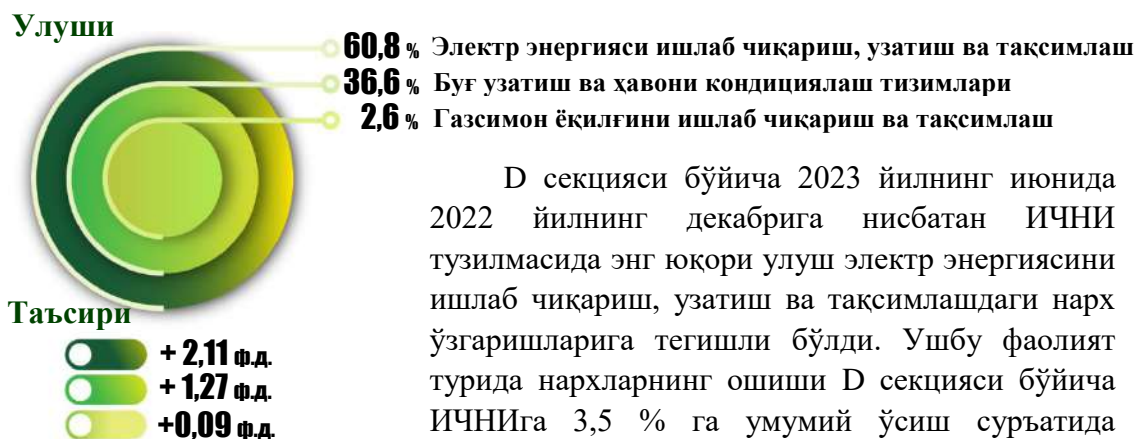 Улуши
60,8 % Электр энергияси ишлаб чиқариш, узатиш ва тақсимлаш
36,6 % Буғ узатиш ва ҳавони кондициялаш тизимлари
2,6 % Газсимон ёқилғини ишлаб чиқариш ва тақсимлаш
D секцияси бўйича 2023 йилнинг июнида
2022 йилнинг декабрига нисбатан ИЧНИ
тузилмасида энг юқори улуш электр энергиясини
ишлаб чиқариш, узатиш ва тақсимлашдаги нарх
ўзгаришларига тегишли бўлди. Ушбу фаолият
турида нархларнинг ошиши D секцияси бўйича
ИЧНИга 3,5 % га умумий ўсиш суръатида
Таъсири
+ 2,11 ф.д.
+ 1,27 ф.д.
+0,09 ф.д.